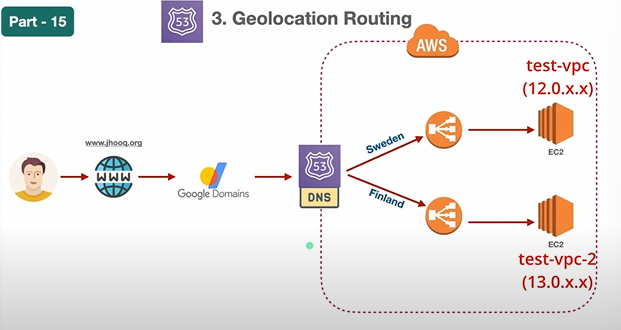 Part - 15
53
3. Geolocation Routing
AWS
test-vpc
(12.0.x.x)
www.jhooq.org
Sweden
EC2
WWW
Google Domains
53
DNS
Finland
EC2
test-vpc-2
(13.0.x.x)